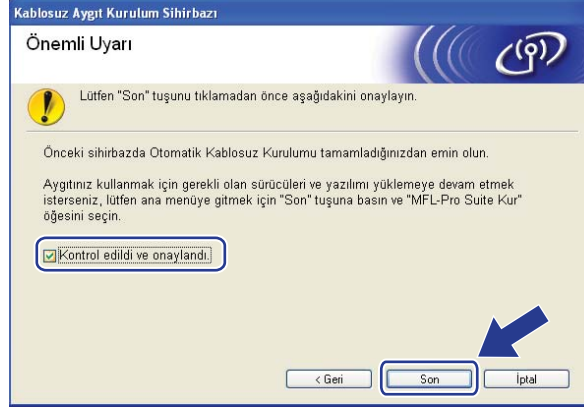 Kablosuz Aygıt Kurulum Sihirbazı
Önemli Uyarı
Lütfen "Son" tuşunu tıklamadan önce aşağıdakini onaylayın.
Önceki sihirbazda Otomatik Kablosuz Kurulumu tamamladığınızdan emin olun.
Aygıtınız kullanmak için gerekli olan sürücüleri ve yazılımı yüklemeye devam etmek
isterseniz, lütfen ana menüye gitmek için "Son" tuşuna basın ve "MFL-Pro Suite Kur"
öğesini seçin.
Kontrol edildi ve onaylandı.
< Geri Son İptal